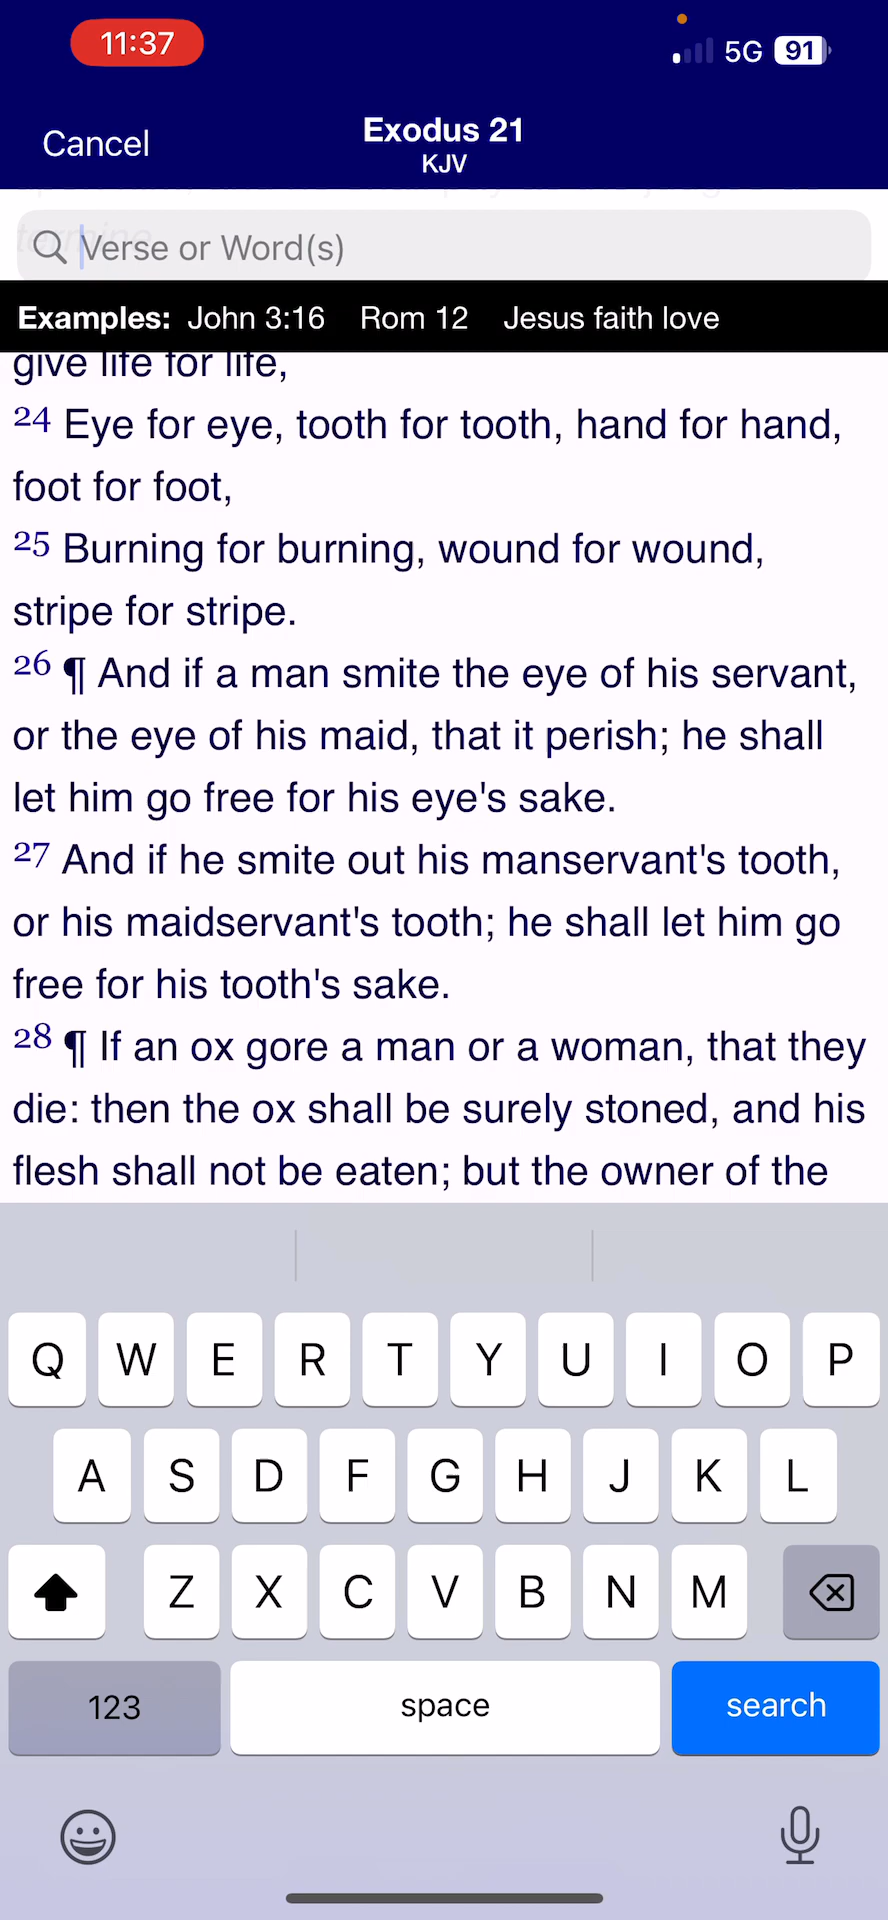 11:37
5G 91
Cancel
Exodus 21
KJV
Verse or Word(s)
Examples: John 3:16 Rom 12 Jesus faith love
give life for life,
24 Eye for eye, tooth for tooth, hand for hand,
foot for foot,
25 Burning for burning, wound for wound,
stripe for stripe.
26 ¶ And if a man smite the eye of his servant,
or the eye of his maid, that it perish; he shall
let him go free for his eye's sake.
27 And if he smite out his manservant's tooth,
or his maidservant's tooth; he shall let him go
free for his tooth's sake.
28 ¶ If an ox gore a man or a woman, that they
die: then the ox shall be surely stoned, and his
flesh shall not be eaten; but the owner of the
Q W E R T Y U I O P
A S D F G H J K L
Z X C V B N M
123 space search